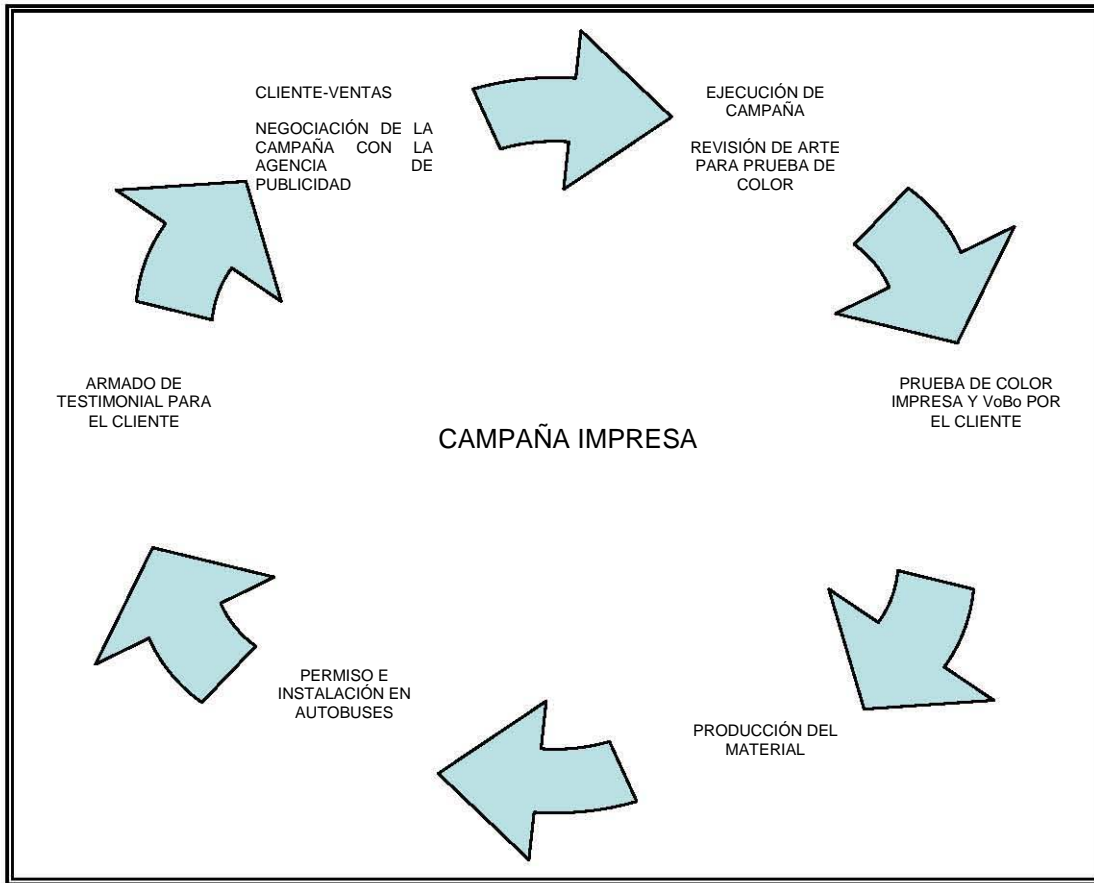 CLIENTE-VENTAS
NEGOCIACIÓN DE LA
CAMPAÑA CON LA
AGENCIA DE
PUBLICIDAD
EJECUCIÓN DE
CAMPAÑA
REVISIÓN DE ARTE
PARA PRUEBA DE
COLOR
PRUEBA DE COLOR
IMPRESA Y VoBo POR
EL CLIENTE
ARMADO DE
TESTIMONIAL PARA
EL CLIENTE
CAMPAÑA IMPRESA
PERMISO E
INSTALACIÓN EN
AUTOBUSES
PRODUCCIÓN DEL
MATERIAL